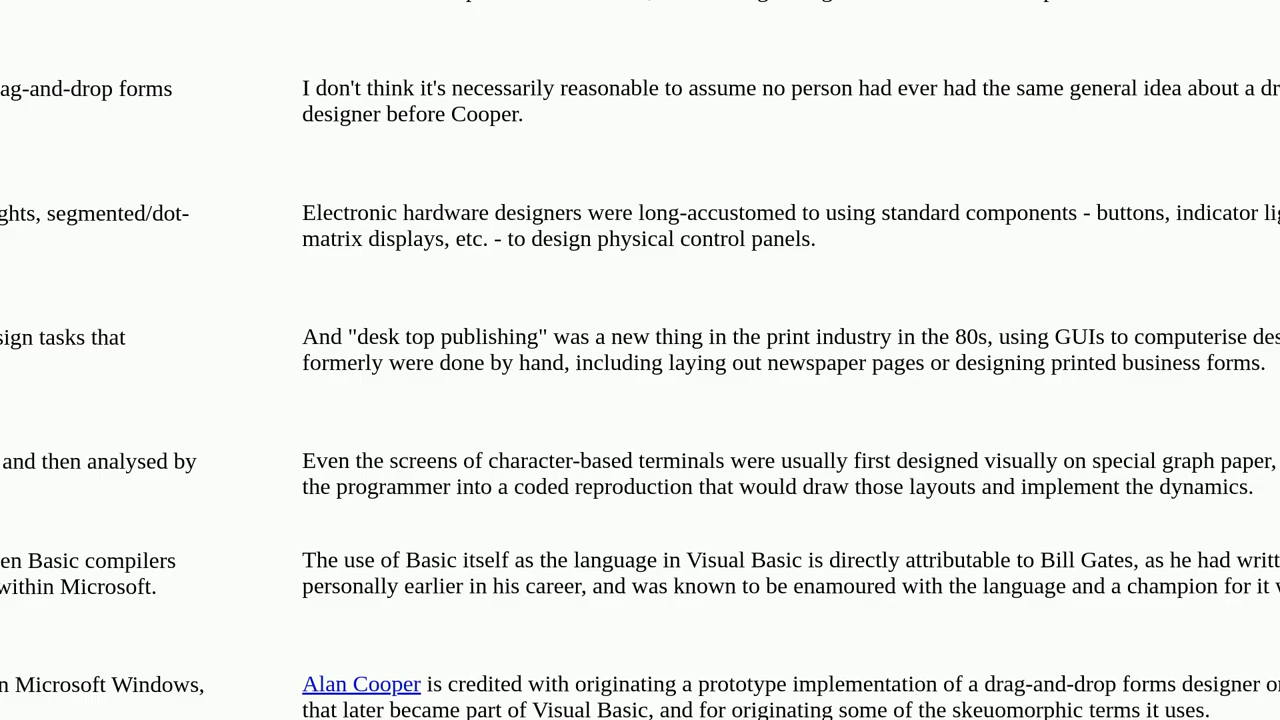 ag-and-drop forms
ghts, segmented/dot-
sign tasks that
and then analysed by
en Basic compilers
within Microsoft.
n Microsoft Windows,
I don't think it's necessarily reasonable to assume no person had ever had the same general idea about a dr
designer before Cooper.
Electronic hardware designers were long-accustomed to using standard components - buttons, indicator lig
matrix displays, etc. - to design physical control panels.
And "desk top publishing" was a new thing in the print industry in the 80s, using GUIs to computerise des
formerly were done by hand, including laying out newspaper pages or designing printed business forms.
Even the screens of character-based terminals were usually first designed visually on special graph paper,
the programmer into a coded reproduction that would draw those layouts and implement the dynamics.
The use of Basic itself as the language in Visual Basic is directly attributable to Bill Gates, as he had writt
personally earlier in his career, and was known to be enamoured with the language and a champion for it w
Alan Cooper is credited with originating a prototype implementation of a drag-and-drop forms designer o
that later became part of Visual Basic, and for originating some of the skeuomorphic terms it uses.